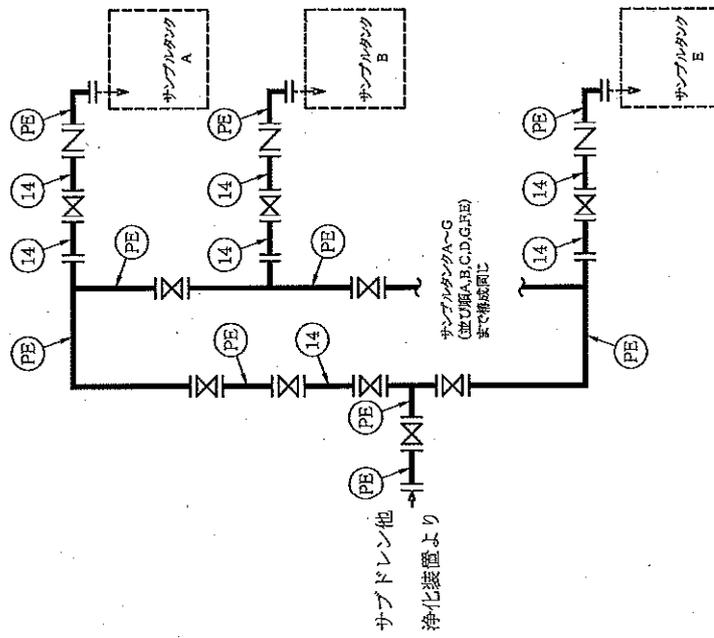 サンプルタンク
A
PE
14
14
PE
PE
サンプルタンク
B
PE
14
14
PE
PE
14
サンプルタンクA～G
(並び順A,B,C,D,G,F,E)
まで構成同じ
PE
PE
サブドレン他
浄化装置より
サンプルタンク
E
PE
14
14
PE